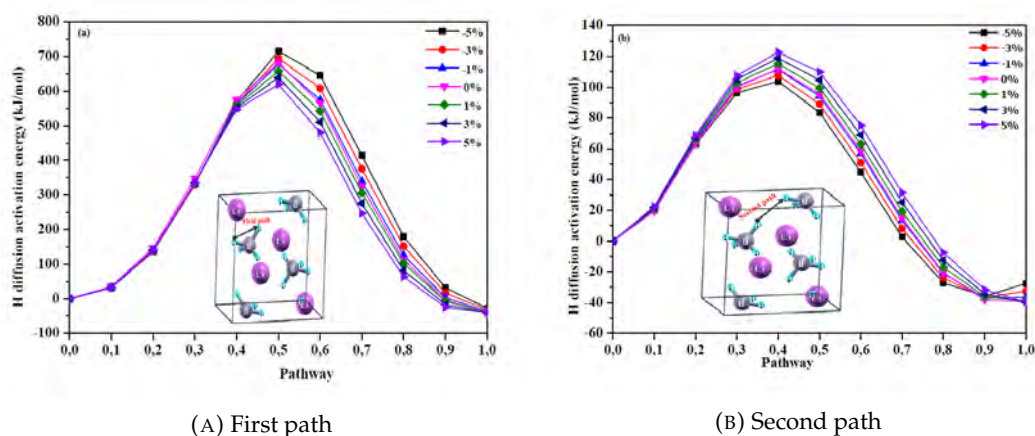 (a)
-5%
-3%
-1%
0%
1%
3%
5%
H diffusion activation energy (kJ/mol)
800
700
600
500
400
300
200
100
0
-100
0,0 0,1 0,2 0,3 0,4 0,5 0,6 0,7 0,8 0,9 1,0
Pathway
First path
(A) First path
(b)
-5%
-3%
-1%
0%
1%
3%
5%
H diffusion activation energy (kJ/mol)
140
120
100
80
60
40
20
0
-20
-40
-60
0,0 0,1 0,2 0,3 0,4 0,5 0,6 0,7 0,8 0,9 1,0
Pathway
Second path
(B) Second path